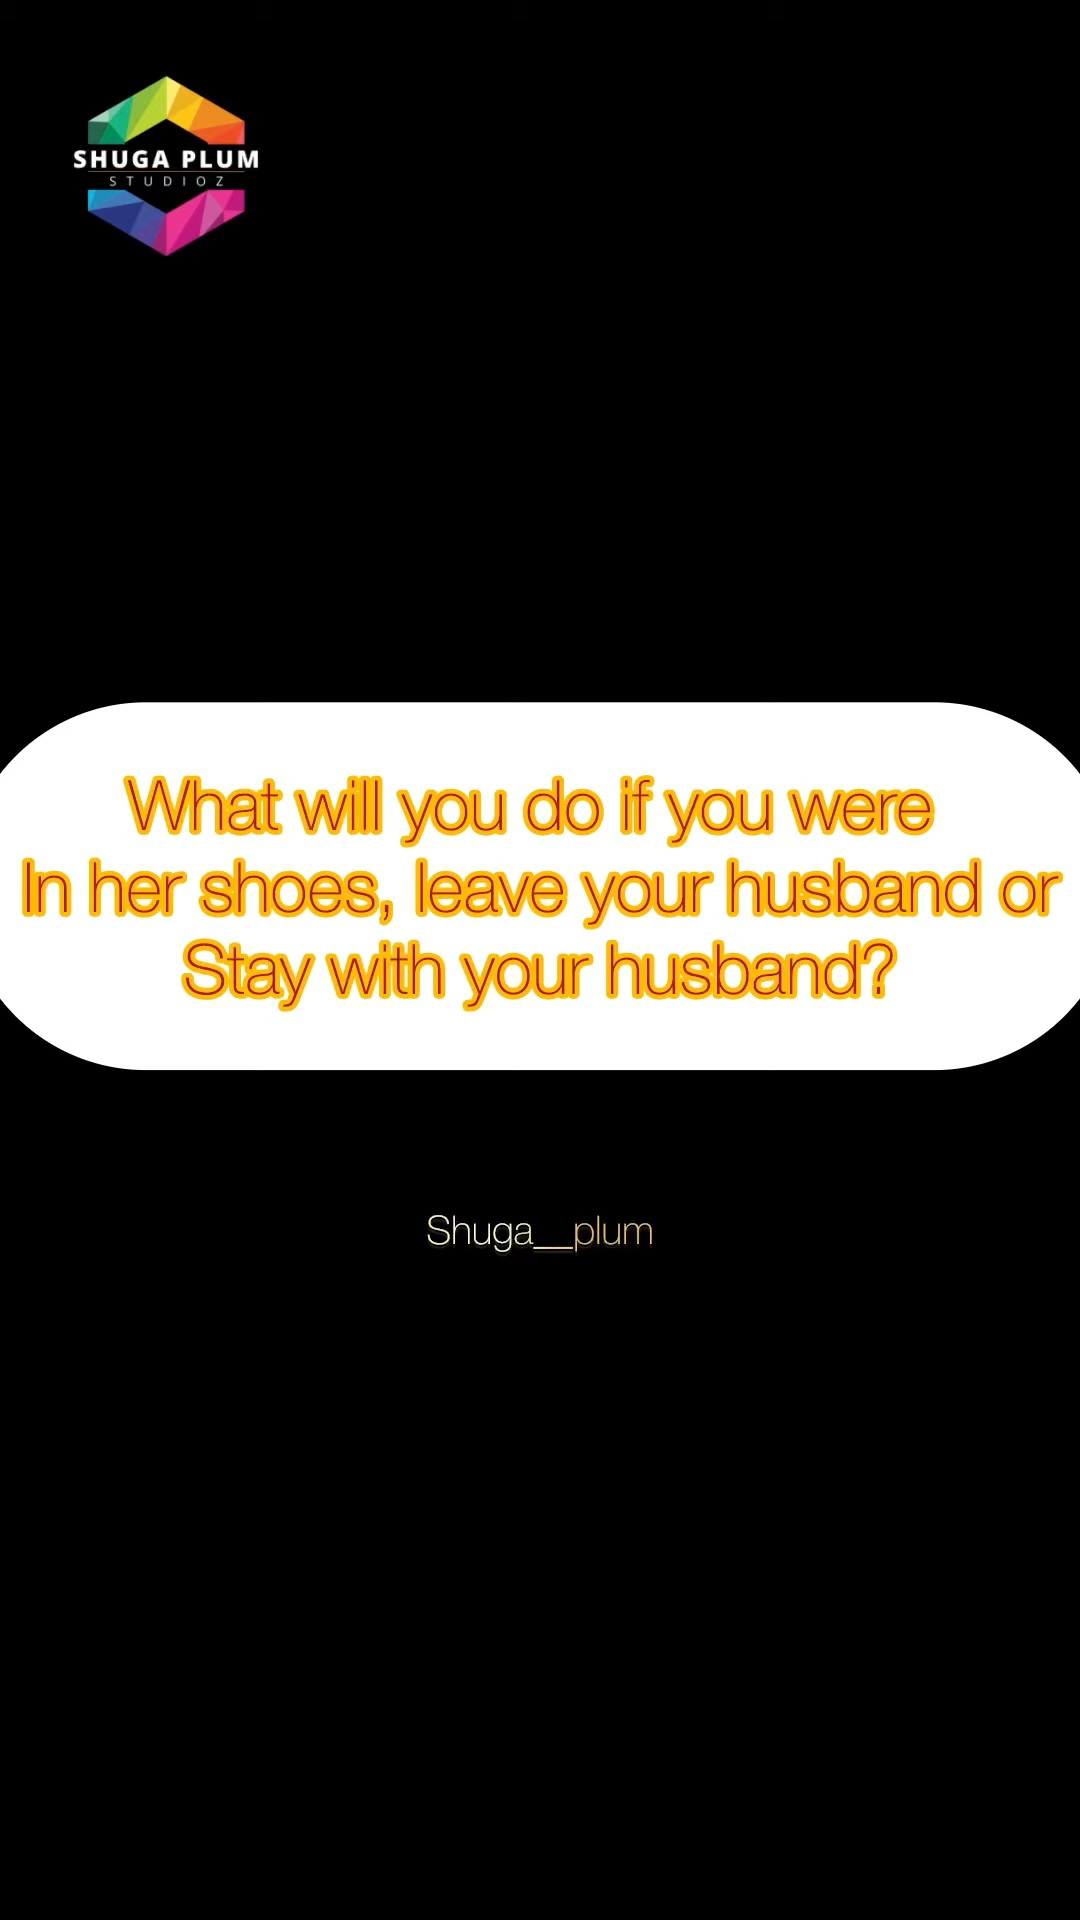 SHUGA PLUM
STUDIOZ
What will you do if you were
In her shoes, leave your husband or
Stay with your husband?
Shuga__plum